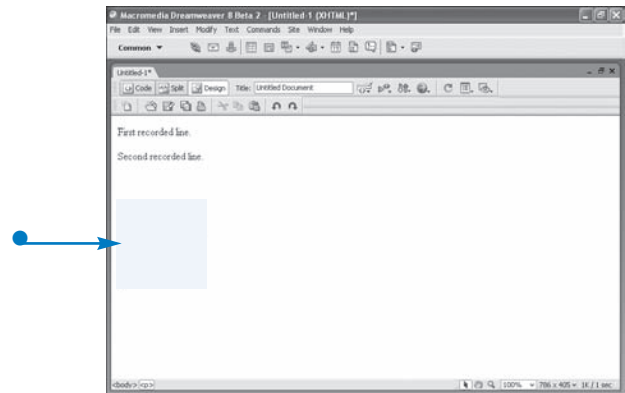 Macromedia Dreamweaver 8 Beta 2 - [Untitled-1 (XHTML)*]
File Edit View Insert Modify Text Commands Site Window Help
Common
Untitled-1*
Code Split Design Title: Untitled Document
First recorded line.
Second recorded line.
<body> <p> 100% 786 x 405 1K / 1 sec